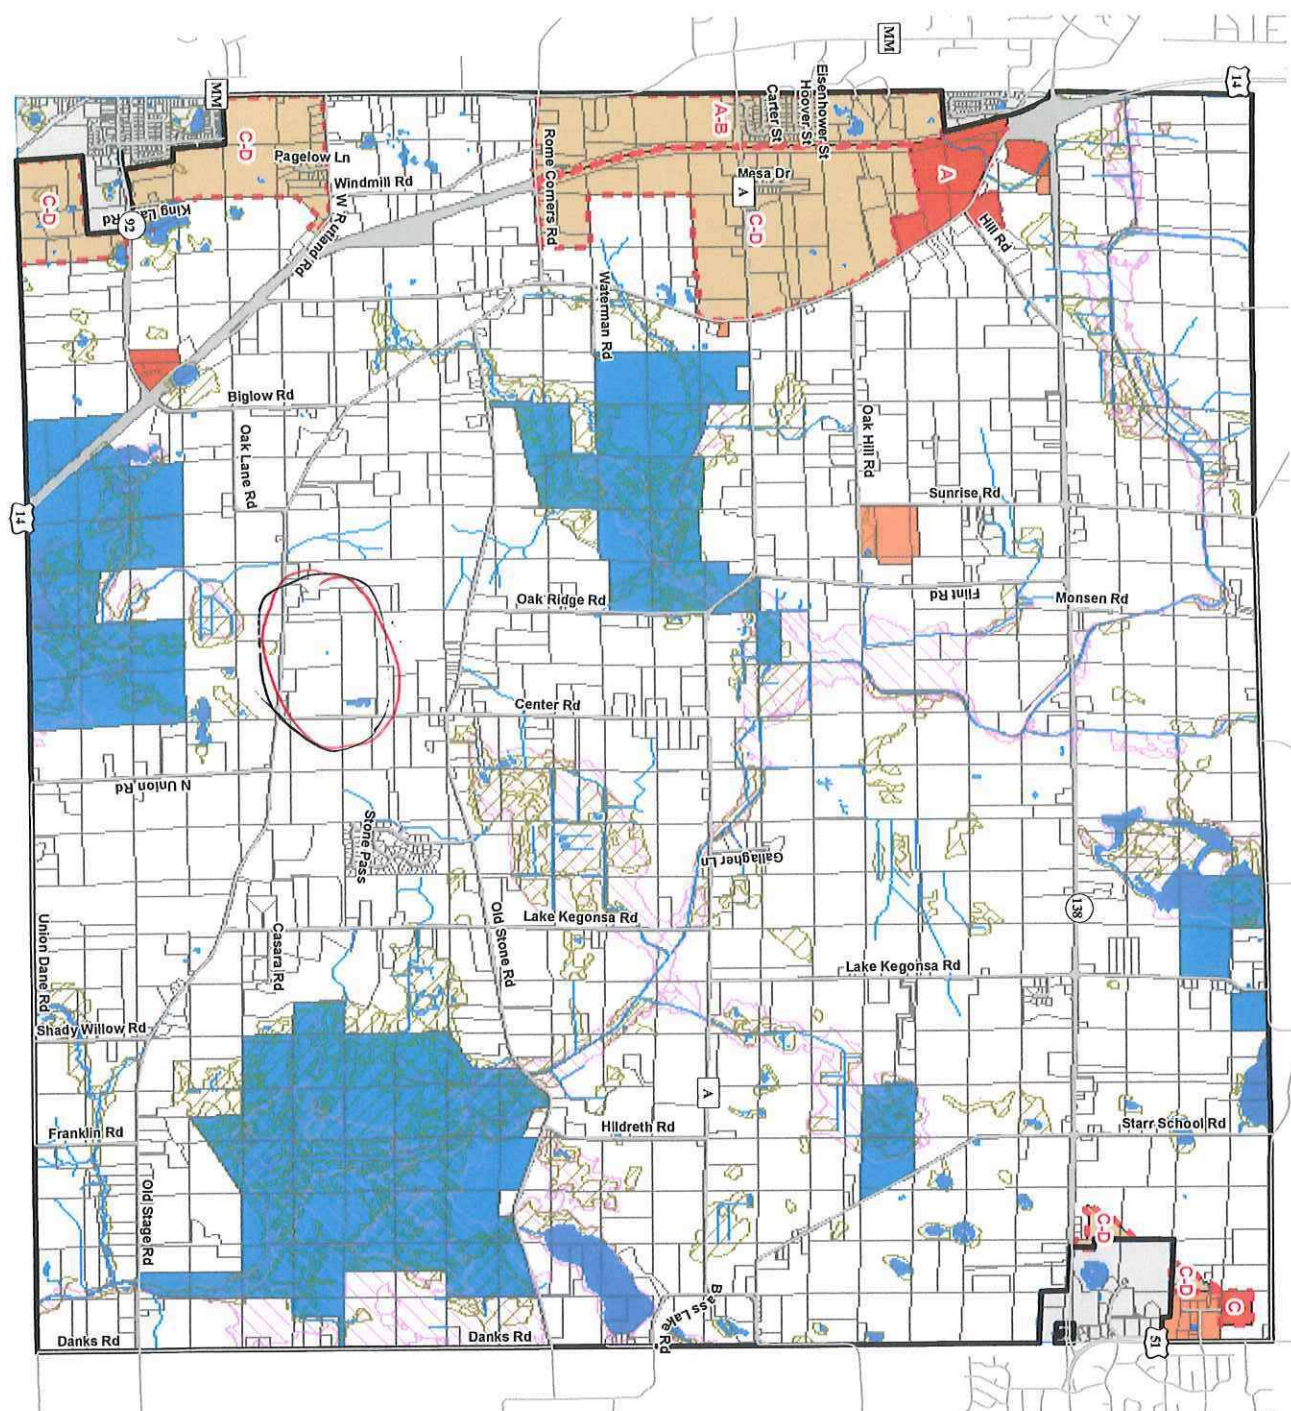 MM
14
MM
Eisenhower St
Hoover St
Carter St
A-B
C-D
Pagelow Ln
Windmill Rd
Rome Corners Rd
Mesa Dr
A
A
C-D
King La Rd
92
W Rutland Rd
C-D
Hill Rd
Waterman Rd
Biglow Rd
Oak Lane Rd
Oak Hill Rd
Sunrise Rd
14
Oak Ridge Rd
Flint Rd
Monsen Rd
Center Rd
N Union Rd
Stone Pass
Gallagher Ln
Lake Kegonsa Rd
138
Old Stone Rd
Casara Rd
Lake Kegonsa Rd
Union Dane Rd
Shady Willow Rd
A
Franklin Rd
Hildreth Rd
Starr School Rd
Old Stage Rd
C-D
C-D
C
Bass Lake Rd
Danks Rd
Danks Rd
51